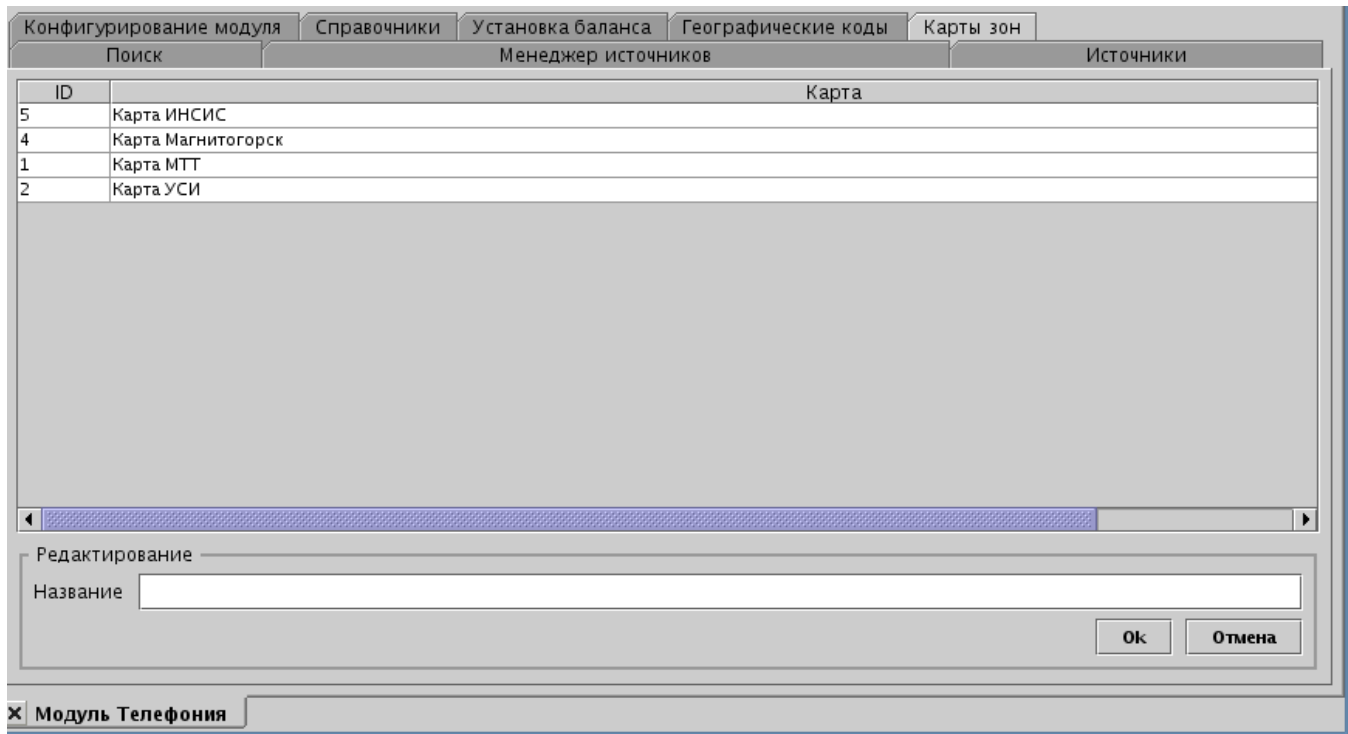 Конфигурирование модуля Справочники Установка баланса Географические коды Карты зон
Поиск Менеджер источников Источники
ID Карта
5 Карта ИНСИС
4 Карта Магнитогорск
1 Карта МТТ
2 Карта УСИ
Редактирование
Название
Ok Отмена
Модуль Телефония